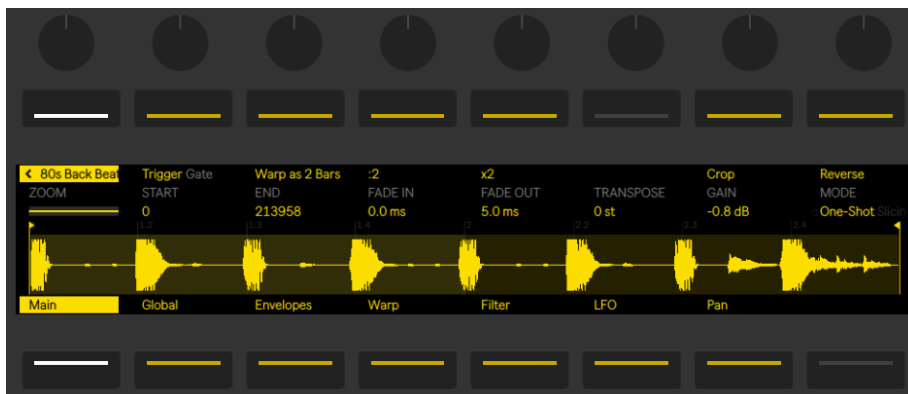 < 80s Back Beat Trigger Gate Warp as 2 Bars :2 x2 Crop Reverse
ZOOM START END FADE IN FADE OUT TRANSPOSE GAIN MODE
0 213958 0.0 ms 5.0 ms 0 st -0.8 dB One-Shot Slicin
1.2 1.3 1.4 2 2.2 2.3 2.4
Main Global Envelopes Warp Filter LFO Pan